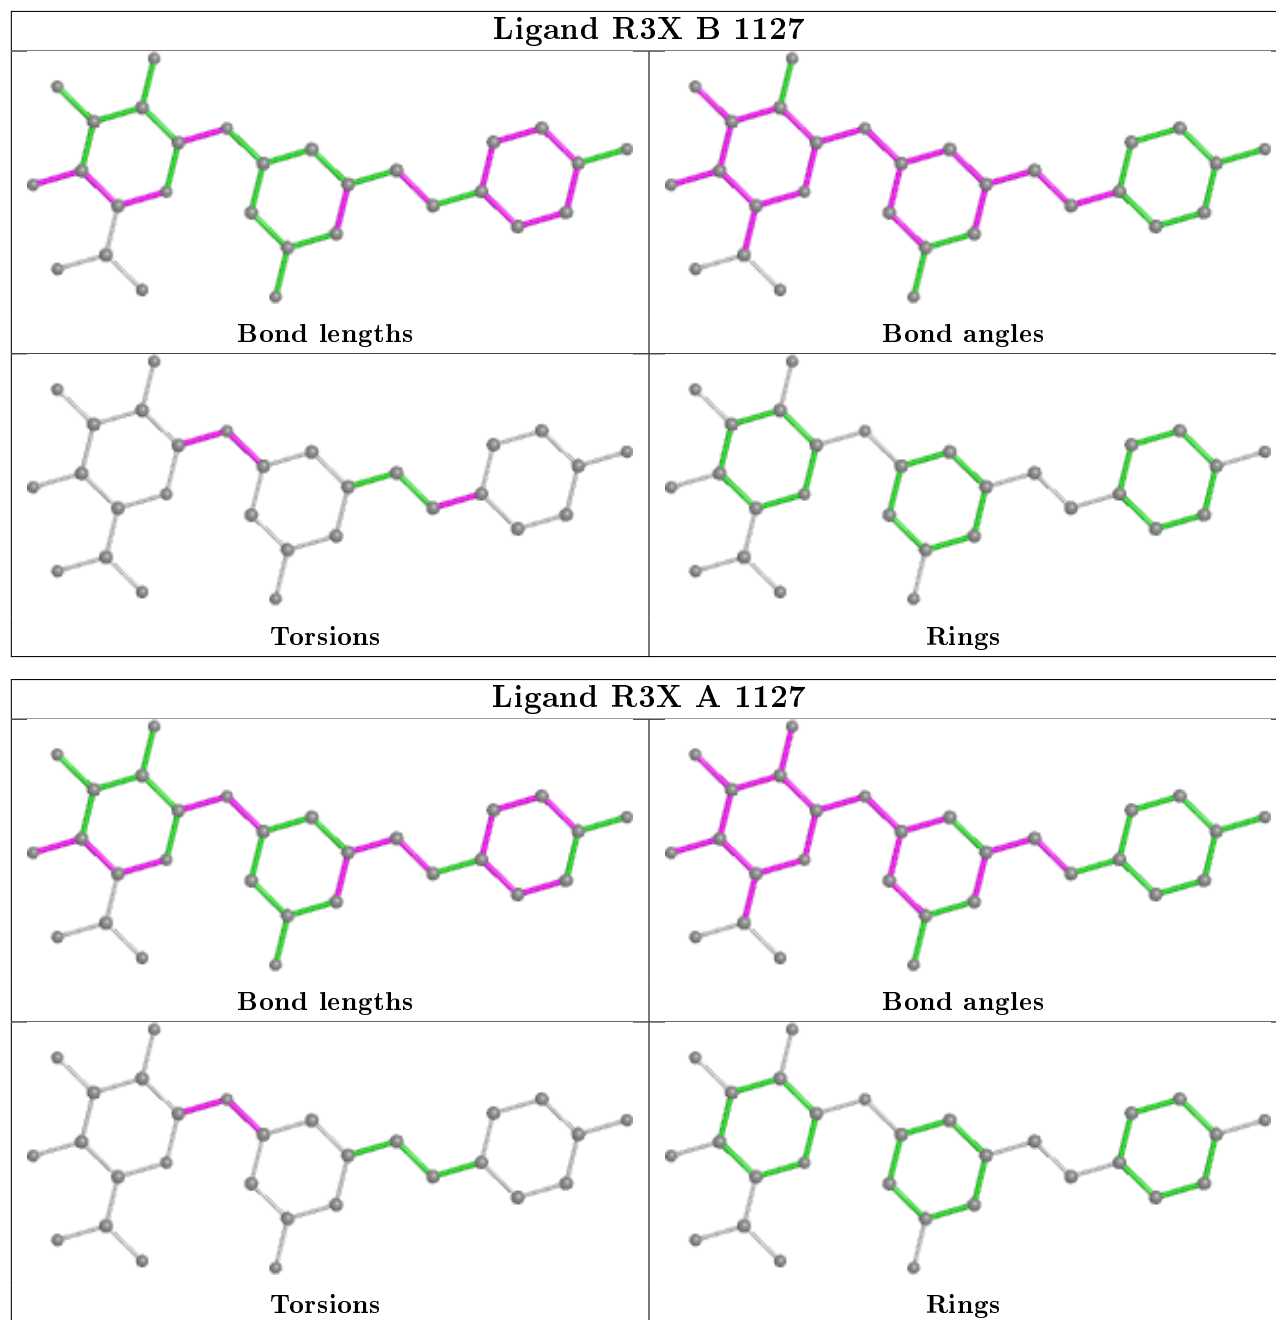 Ligand R3X B 1127
Bond lengths
Bond angles
Torsions
Rings
Ligand R3X A 1127
Bond lengths
Bond angles
Torsions
Rings